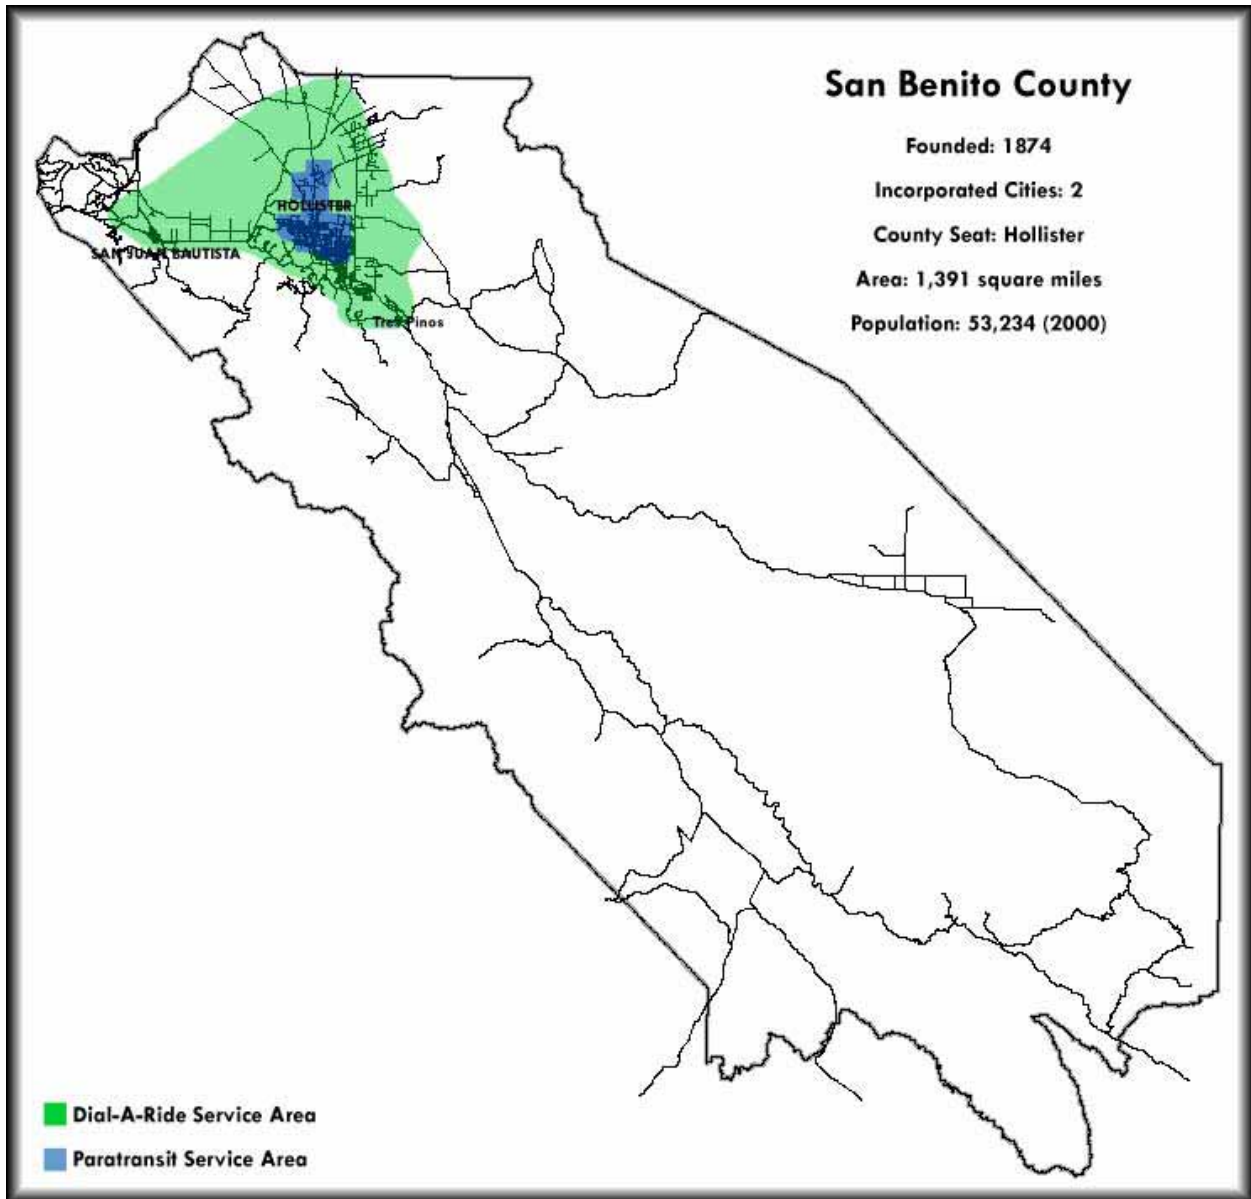 San Benito County
Founded: 1874
Incorporated Cities: 2
County Seat: Hollister
Area: 1,391 square miles
Population: 53,234 (2000)
HOLLISTER
SAN JUAN BAUTISTA
Tres Pinos
Dial-A-Ride Service Area
Paratransit Service Area